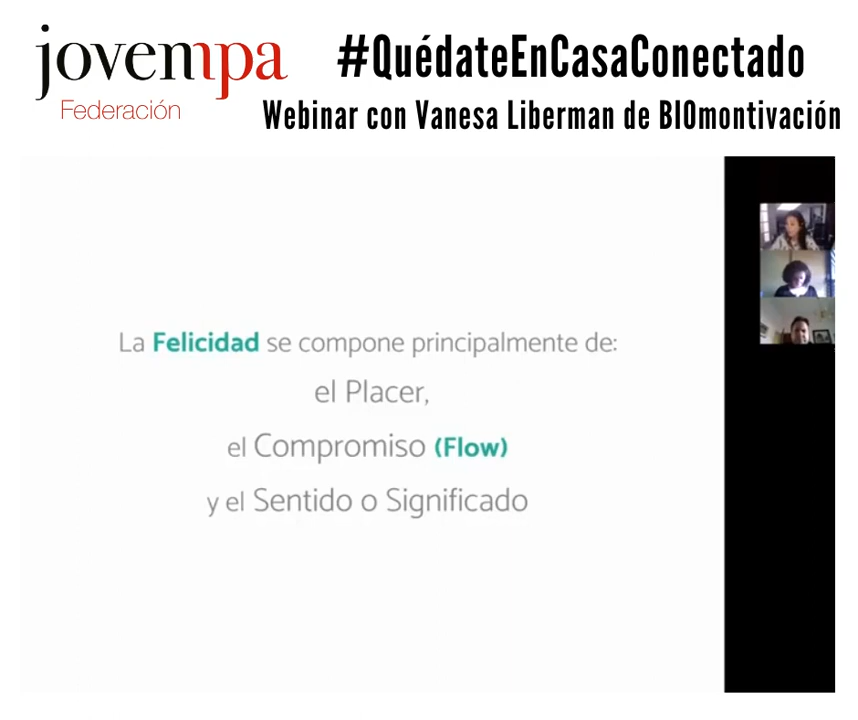 jovempa
Federación
#QuédateEnCasaConectado
Webinar con Vanesa Liberman de BIOmontivación
La Felicidad se compone principalmente de:
el Placer,
el Compromiso (Flow)
y el Sentido o Significado